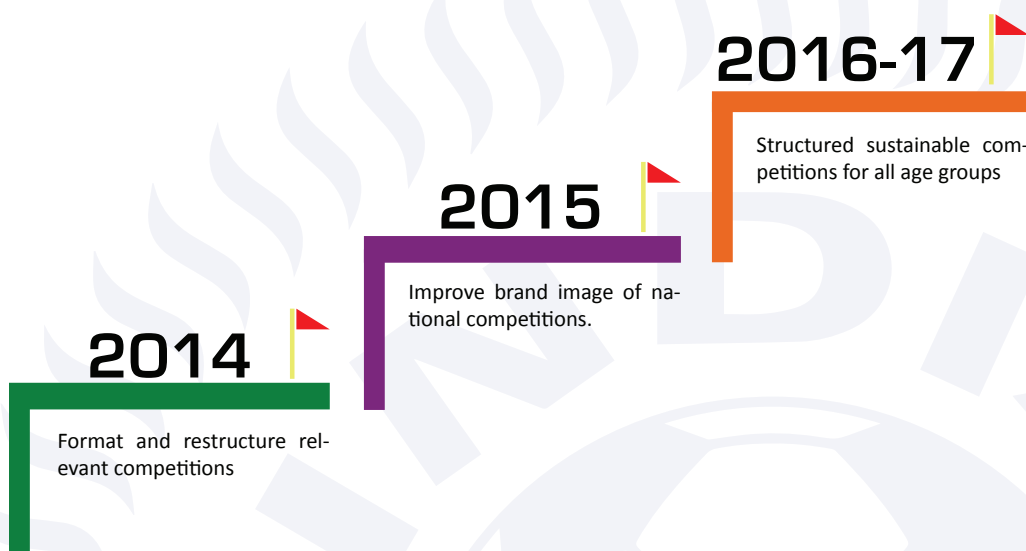 2016-17
Structured sustainable com-
petitions for all age groups
2015
Improve brand image of na-
tional competitions.
2014
Format and restructure rel-
evant competitions
INDI